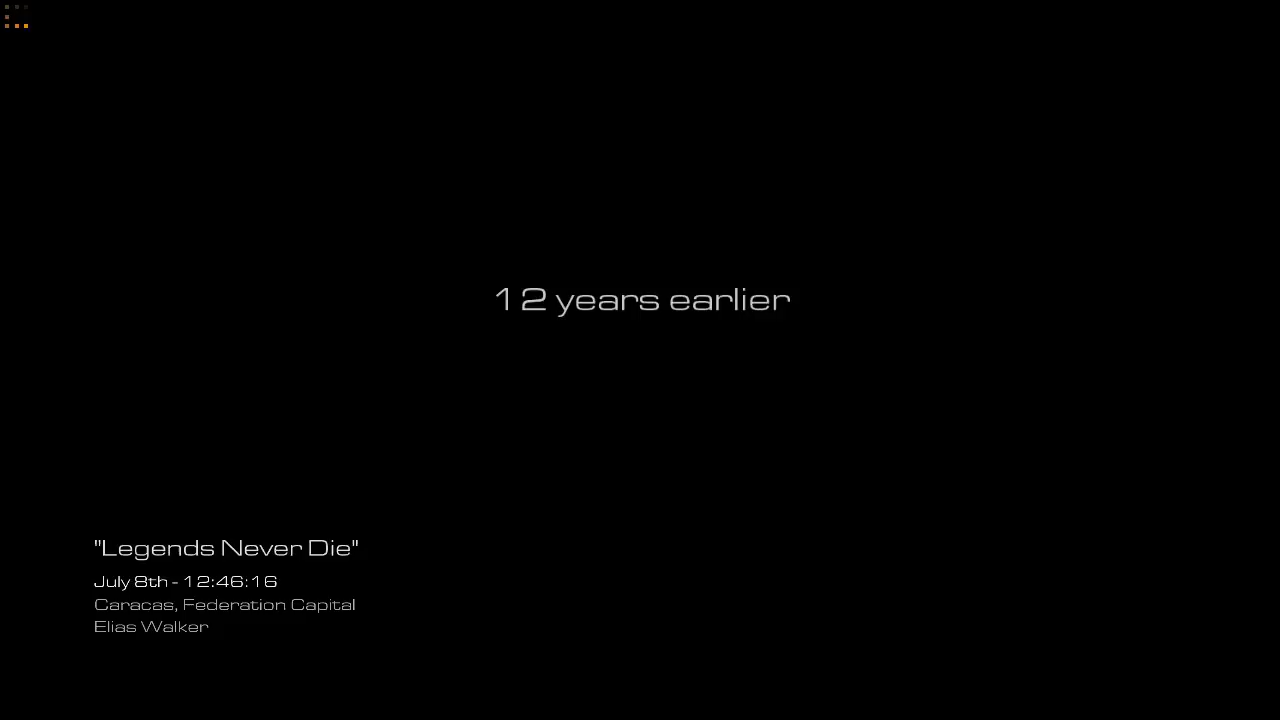 12 years earlier
"Legends Never Die"
July 8th - 12:46:16
Caracas, Federation Capital
Elias Walker